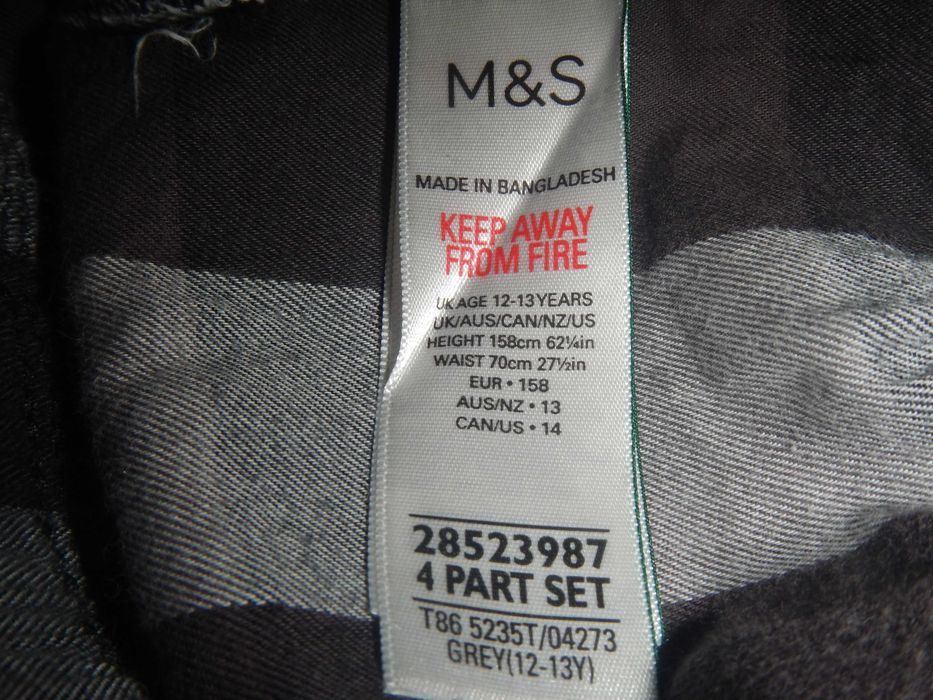 M&S
MADE IN BANGLADESH
KEEP AWAY
FROM FIRE
UK AGE 12-13YEARS
UK/AUS/CAN/NZ/US
HEIGHT 158cm 62¼in
WAIST 70cm 27½in
EUR • 158
AUS/NZ • 13
CAN/US • 14
28523987
4 PART SET
T86 5235T/04273
GREY(12-13Y)